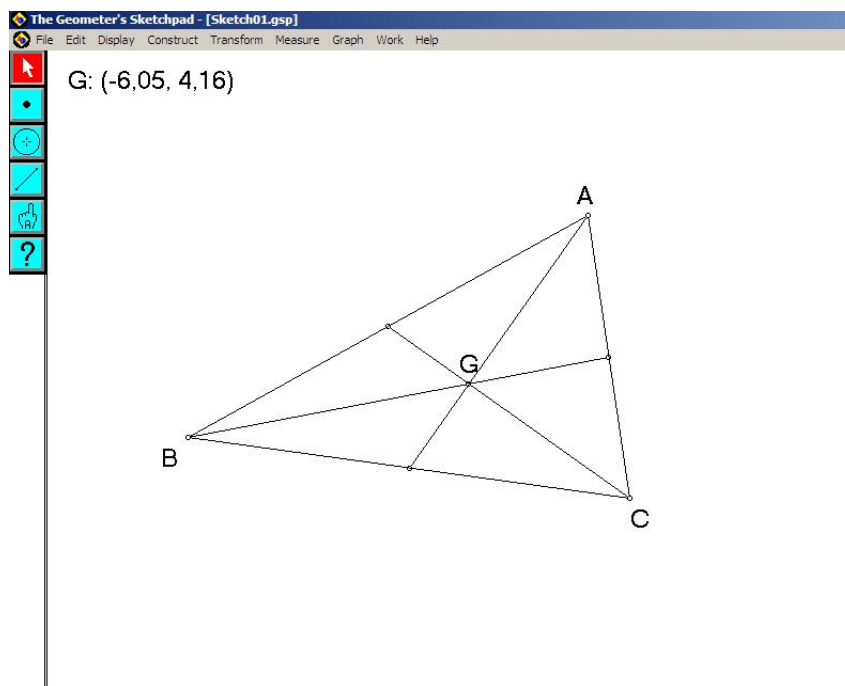 The Geometer's Sketchpad - [Sketch01.gsp]
File Edit Display Construct Transform Measure Graph Work Help
G: (-6,05, 4,16)
A
?
G
B
C